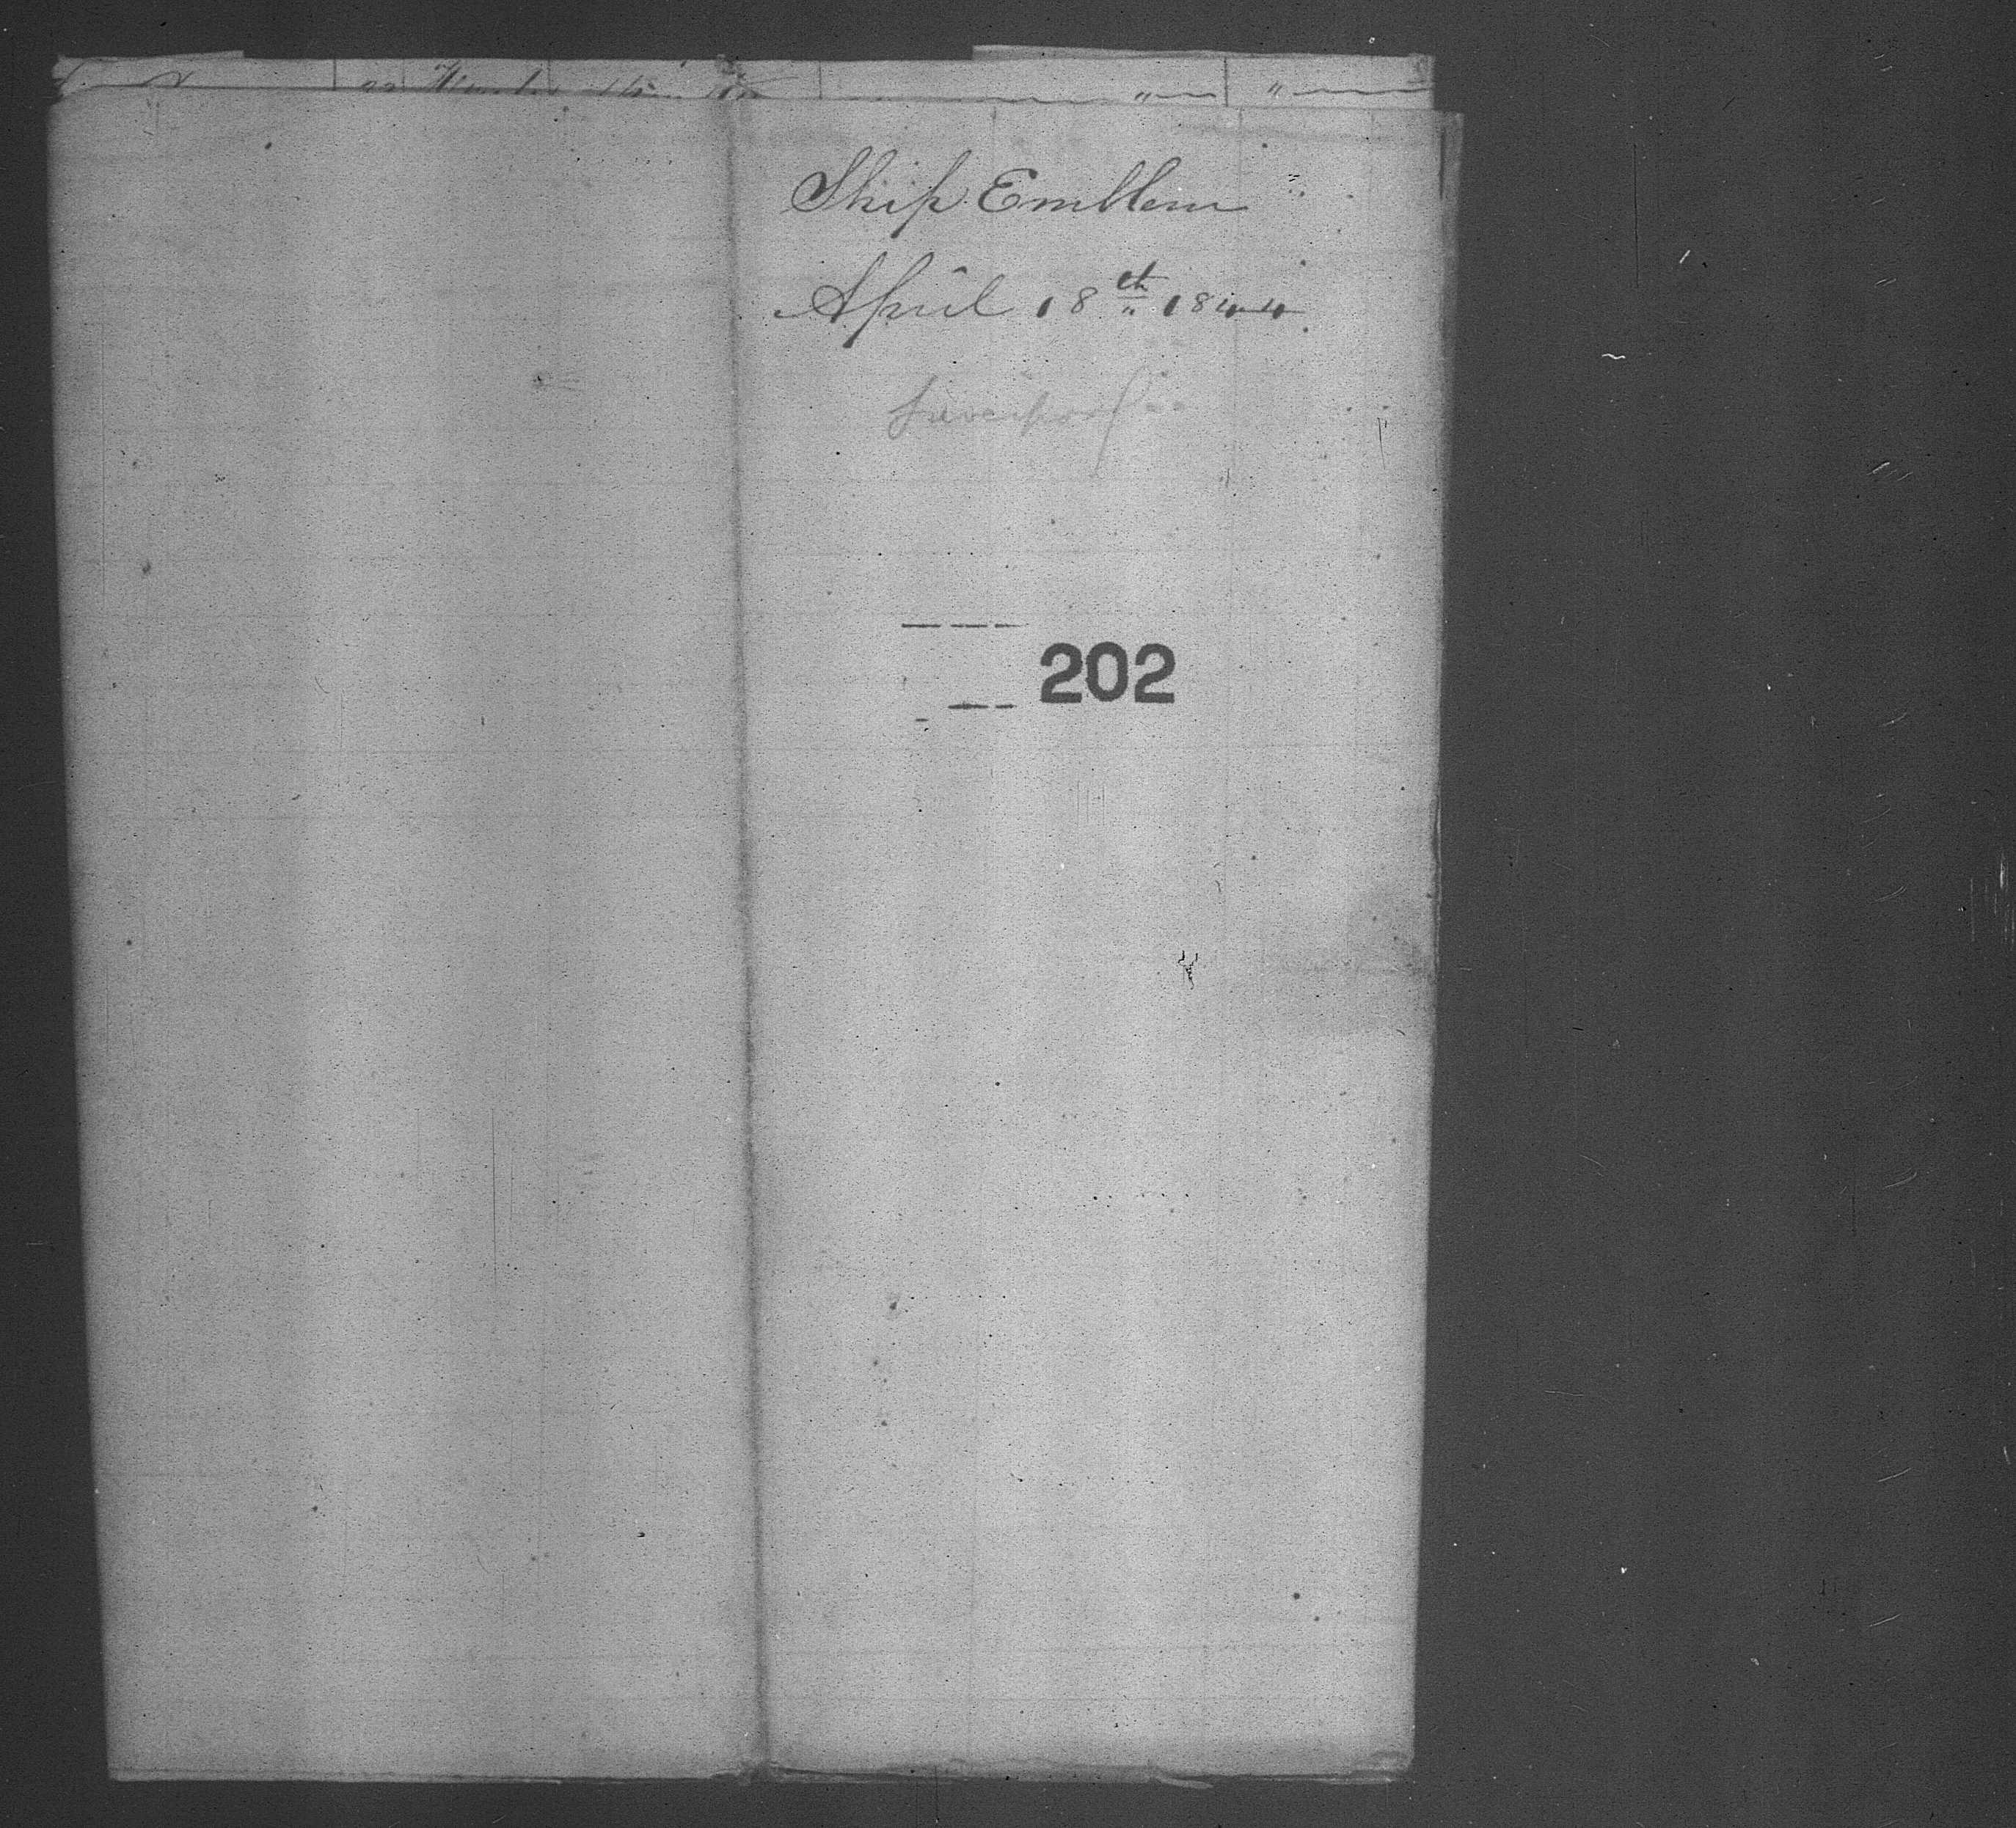 Ship Emblem
April 18th 1844
Liverpool
202